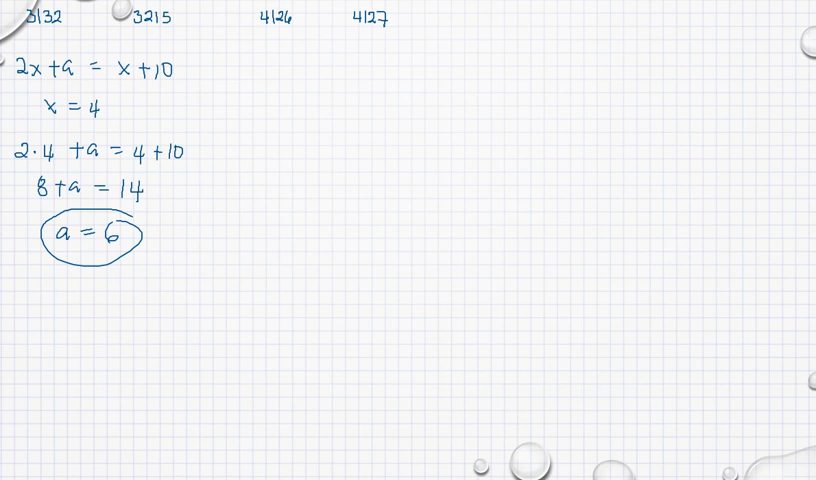 3132 3215 4126 4127
2x + a = x + 10
x = 4
2 · 4 + a = 4 + 10
8 + a = 14
a = 6